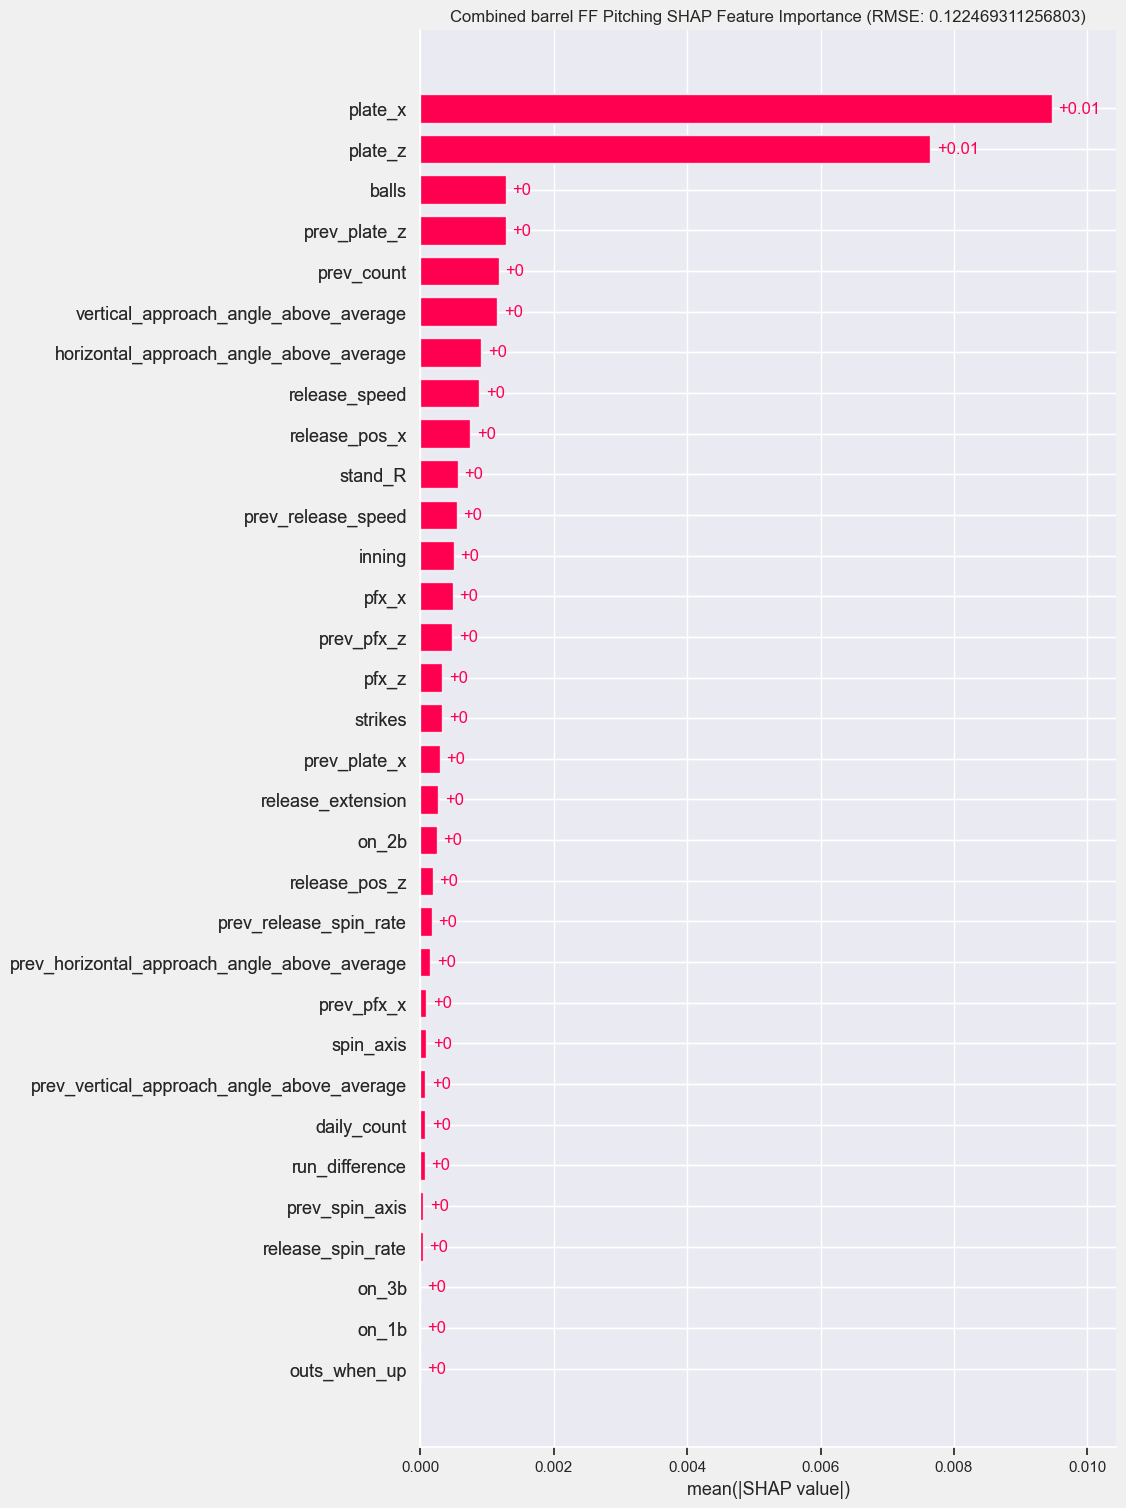 Combined barrel FF Pitching SHAP Feature Importance (RMSE: 0.122469311256803)
plate_x +0.01
plate_z +0.01
balls +0
prev_plate_z +0
prev_count +0
vertical_approach_angle_above_average +0
horizontal_approach_angle_above_average +0
release_speed +0
release_pos_x +0
stand_R +0
prev_release_speed +0
inning +0
pfx_x +0
prev_pfx_z +0
pfx_z +0
strikes +0
prev_plate_x +0
release_extension +0
on_2b +0
release_pos_z +0
prev_release_spin_rate +0
prev_horizontal_approach_angle_above_average +0
prev_pfx_x +0
spin_axis +0
prev_vertical_approach_angle_above_average +0
daily_count +0
run_difference +0
prev_spin_axis +0
release_spin_rate +0
on_3b +0
on_1b +0
outs_when_up +0
0.000 0.002 0.004 0.006 0.008 0.010
mean(|SHAP value|)